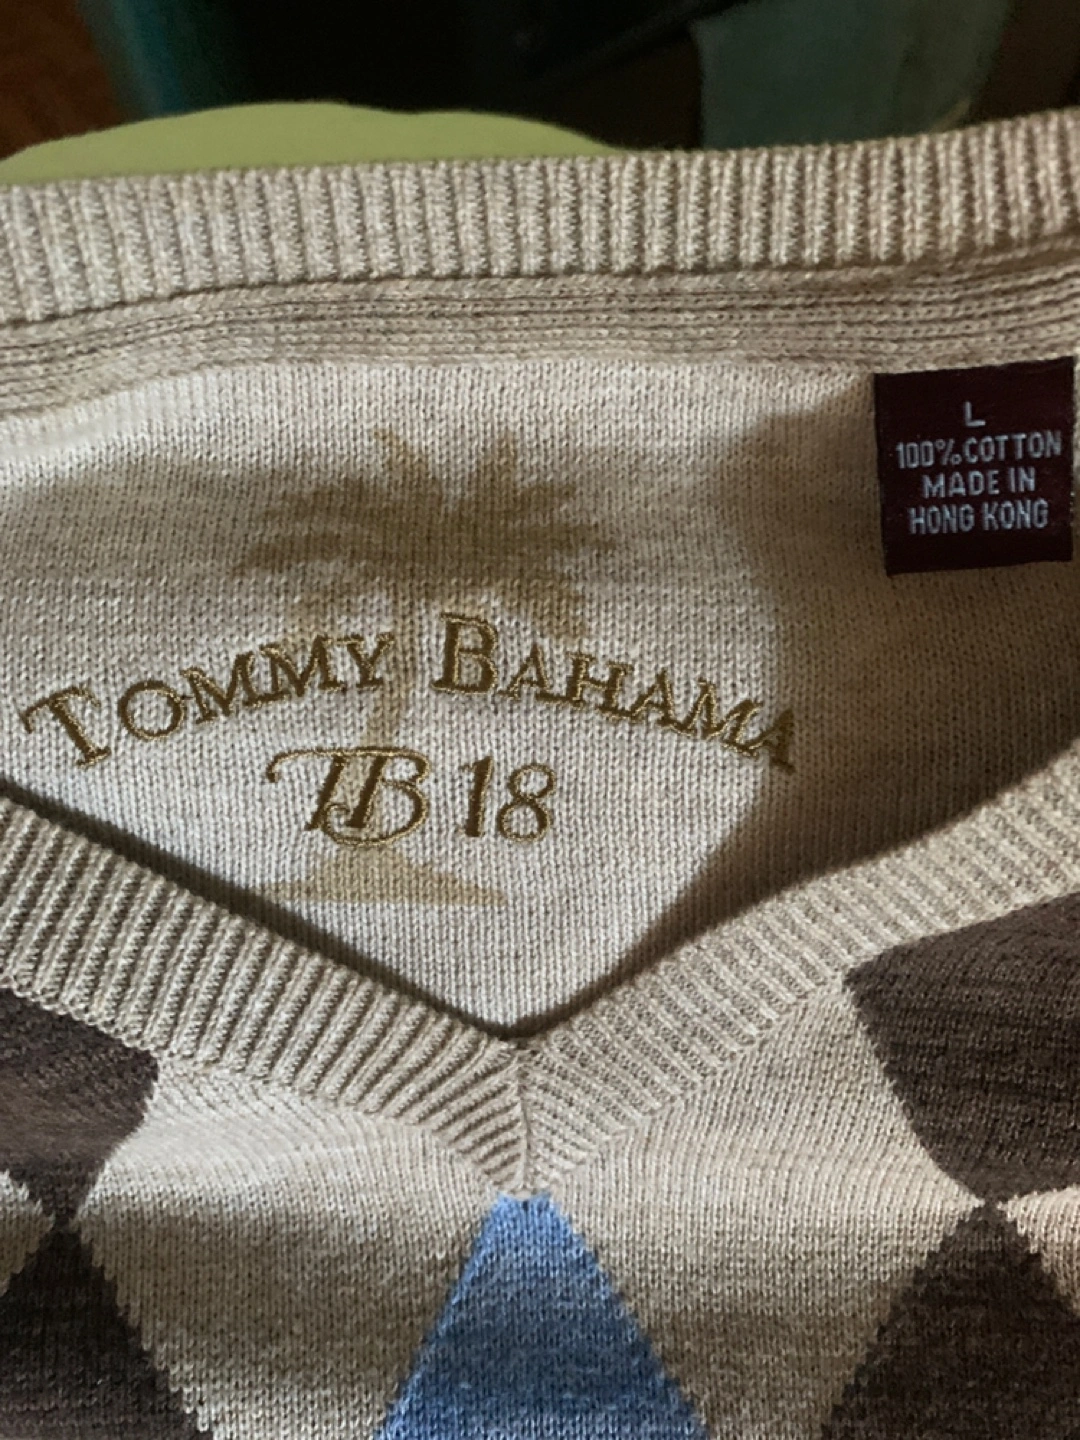 L
100% COTTON
MADE IN
HONG KONG
TOMMY BAHAMA
TB 18